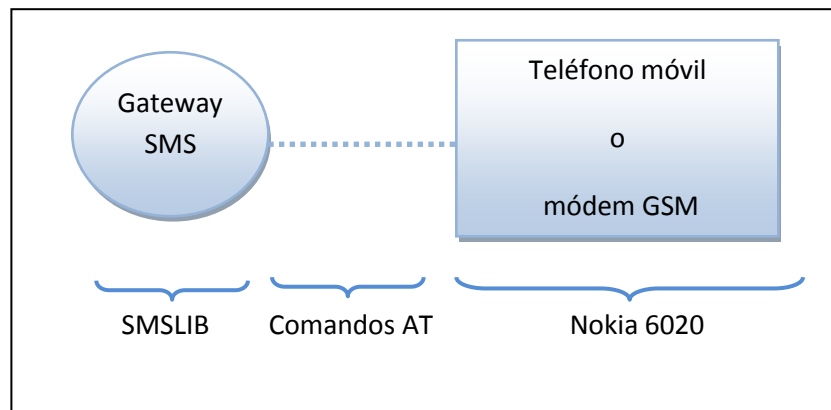 Gateway
SMS
Teléfono móvil
o
módem GSM
SMSLIB
Comandos AT
Nokia 6020